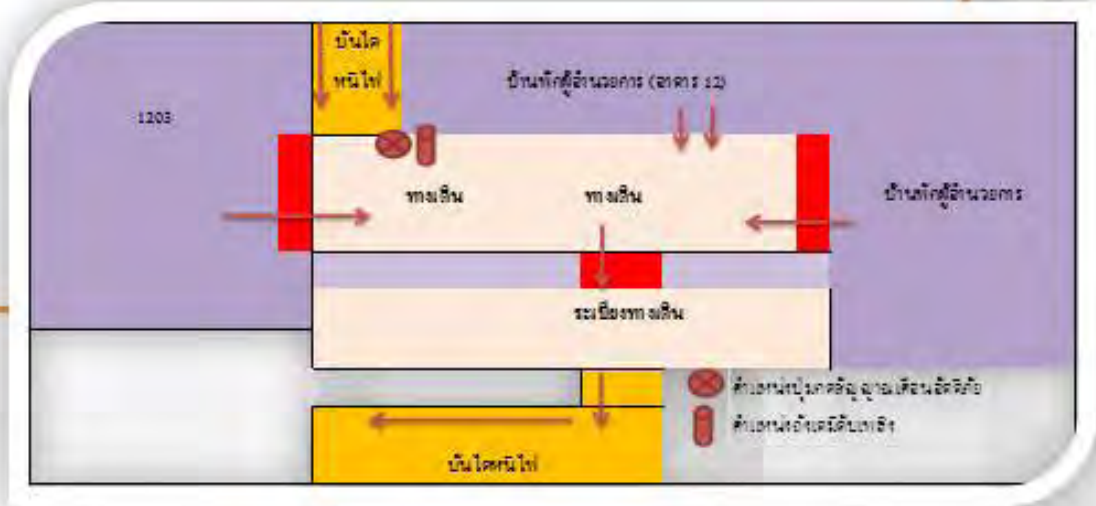 บันได
หนีไฟ
บ้านพักผู้อำนวยการ (อาคาร 12)
1203
ทางเดิน
ทางเดิน
บ้านพักผู้อำนวยการ
ระเบียงทางเดิน
ตำแหน่งปุ่มกดสัญญาณเตือนอัคคีภัย
ตำแหน่งถังเคมีดับเพลิง
บันไดหนีไฟ